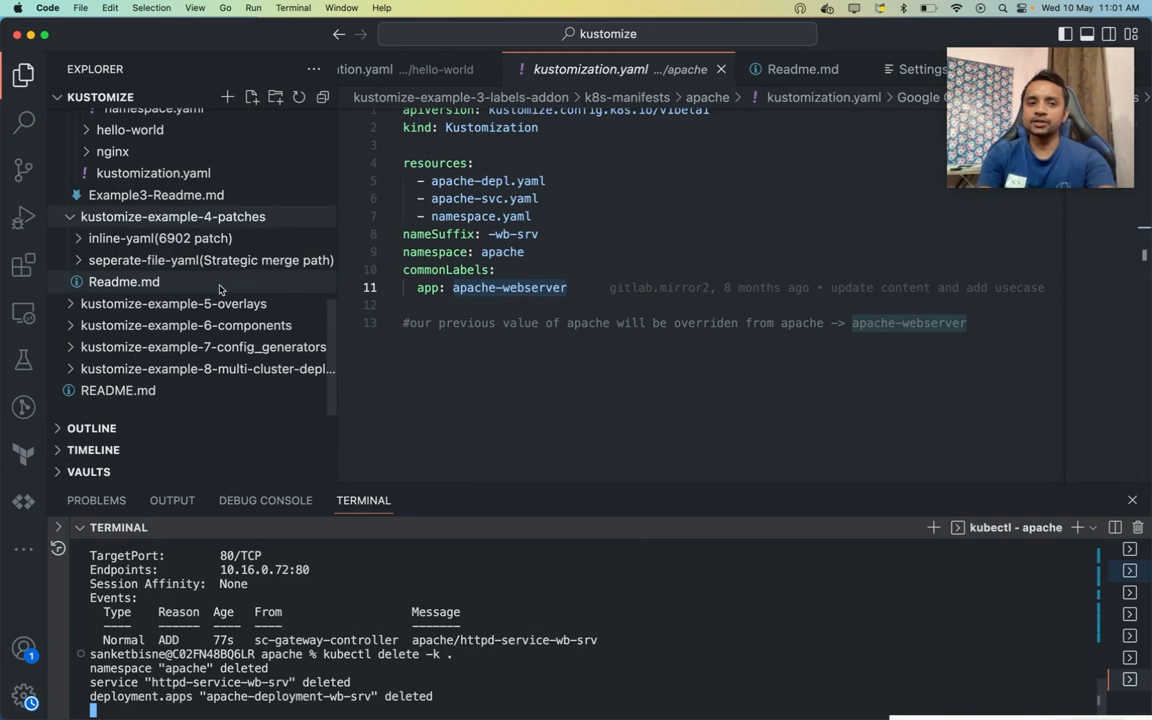 Code File Edit Selection View Go Run Terminal Window Help Wed 10 May 11:01 AM
kustomize
EXPLORER
tion.yaml .../hello-world
! kustomization.yaml .../apache
Readme.md
Settings
KUSTOMIZE
kustomize-example-3-labels-addon > k8s-manifests > apache > ! kustomization.yaml >
namespace.yaml
hello-world
nginx
! kustomization.yaml
Example3-Readme.md
kustomize-example-4-patches
inline-yaml(6902 patch)
seperate-file-yaml(Strategic merge path)
Readme.md
kustomize-example-5-overlays
kustomize-example-6-components
kustomize-example-7-config_generators
kustomize-example-8-multi-cluster-depl...
README.md
OUTLINE
TIMELINE
VAULTS
1 apiVersion: kustomize.config.k8s.io/v1beta1
2 kind: Kustomization
3
4 resources:
5 - apache-depl.yaml
6 - apache-svc.yaml
7 - namespace.yaml
8 nameSuffix: -wb-srv
9 namespace: apache
10 commonLabels:
11 app: apache-webserver gitlab.mirror2, 8 months ago • update content and add usecase
12
13 #our previous value of apache will be overriden from apache -> apache-webserver
PROBLEMS OUTPUT DEBUG CONSOLE TERMINAL
TERMINAL
kubectl - apache
TargetPort: 80/TCP
Endpoints: 10.16.0.72:80
Session Affinity: None
Events:
Type Reason Age From Message
---- ------ ---- ---- -------
Normal ADD 77s sc-gateway-controller apache/httpd-service-wb-srv
sanketbisne@C02FN48BQ6LR apache % kubectl delete -k .
namespace "apache" deleted
service "httpd-service-wb-srv" deleted
deployment.apps "apache-deployment-wb-srv" deleted
1